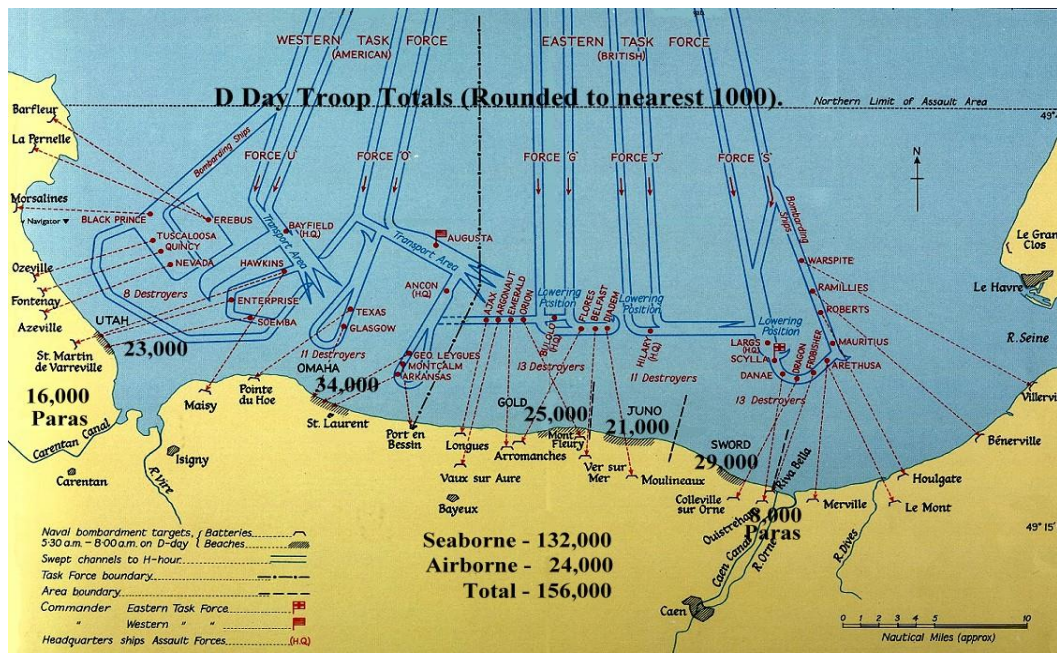 WESTERN TASK FORCE
(AMERICAN)
EASTERN TASK FORCE
(BRITISH)
D Day Troop Totals (Rounded to nearest 1000).
Northern Limit of Assault Area
Barfleur
La Pernelle
Morsalines
Navigator
Bombarding Ships
FORCE 'U'
FORCE 'O'
FORCE 'G'
FORCE 'J'
FORCE 'S'
N
Bombarding Ships
BLACK PRINCE
EREBUS
TUSCALOOSA
QUINCY
NEVADA
Transport Area
BAYFIELD
(H.Q)
Transport Area
AUGUSTA
WARSPITE
Le Grand
Clos
Le Havre
Ozeville
Fontenay
Azeville
8 Destroyers
HAWKINS
ENTERPRISE
SOEMBA
ANCON
(H.Q)
TEXAS
GLASGOW
AJAX
ARGONAUT
EMERALD
ORION
Lowering
Position
BULOLO
(H.Q)
FLORES
BELFAST
DIADEM
Lowering
Position
HILARY
(H.Q)
Lowering Position
RAMILLIES
ROBERTS
MAURITIUS
ARETHUSA
LARGS
(H.Q)
SCYLLA
DANAE
DRAGON
FROBISHER
R. Seine
UTAH
23,000
St. Martin
de Varreville
16,000
Paras
11 Destroyers
OMAHA
34,000
GEO. LEYGUES
MONTCALM
ARKANSAS
13 Destroyers
11 Destroyers
13 Destroyers
Villerv
Maisy
Pointe
du Hoe
St. Laurent
Port en
Bessin
GOLD
25,000
JUNO
21,000
SWORD
29,000
Carentan Canal
Carentan
Isigny
R. Vire
Longues
Vaux sur Aure
Arromanches
Mont
Fleury
Ver sur
Mer
Moulineaux
Colleville
sur Orne
Riva Bella
Ouistreham
8,000
Paras
Merville
Le Mont
Houlgate
Bénerville
Bayeux
Caen Canal
R. Orne
R. Dives
Caen
49°15'
Seaborne - 132,000
Airborne - 24,000
Total - 156,000
Naval bombardment targets, { Batteries
5·30 a.m. – 8·00 a.m. on D-day { Beaches
Swept channels to H-hour
Task Force boundary
Area boundary
Commander Eastern Task Force
" Western " "
Headquarters ships Assault Forces (H.Q)
0 5 10
Nautical Miles (approx)